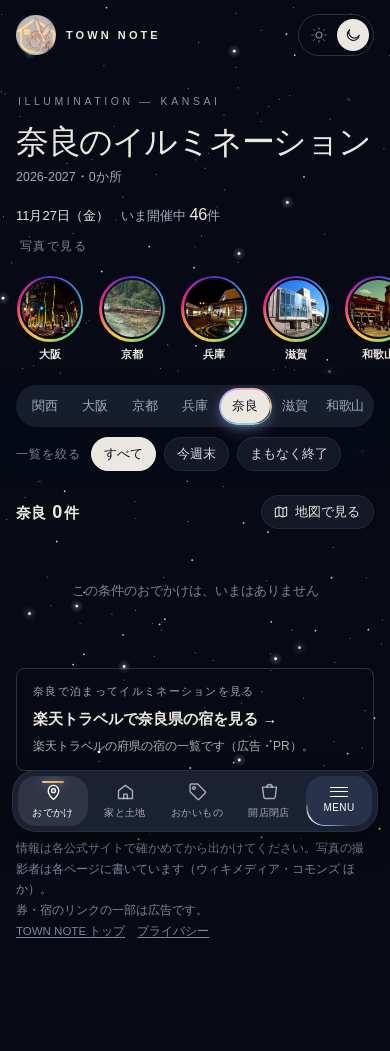 TOWN NOTE
ILLUMINATION — KANSAI
奈良のイルミネーション
2026-2027・0か所
11月27日（金） いま開催中 46件
写真で見る
大阪 京都 兵庫 滋賀 和歌山
関西 大阪 京都 兵庫 奈良 滋賀 和歌山
一覧を絞る すべて 今週末 まもなく終了
奈良 0件 地図で見る
この条件のおでかけは、いまはありません
奈良で泊まってイルミネーションを見る
楽天トラベルで奈良県の宿を見る →
楽天トラベルの府県の宿の一覧です（広告・PR）。
おでかけ 家と土地 おかいもの 開店閉店 MENU
情報は各公式サイトで確かめてから出かけてください。写真の撮
影者は各ページに書いています（ウィキメディア・コモンズ ほ
か）。
券・宿のリンクの一部は広告です。
TOWN NOTE トップ プライバシー